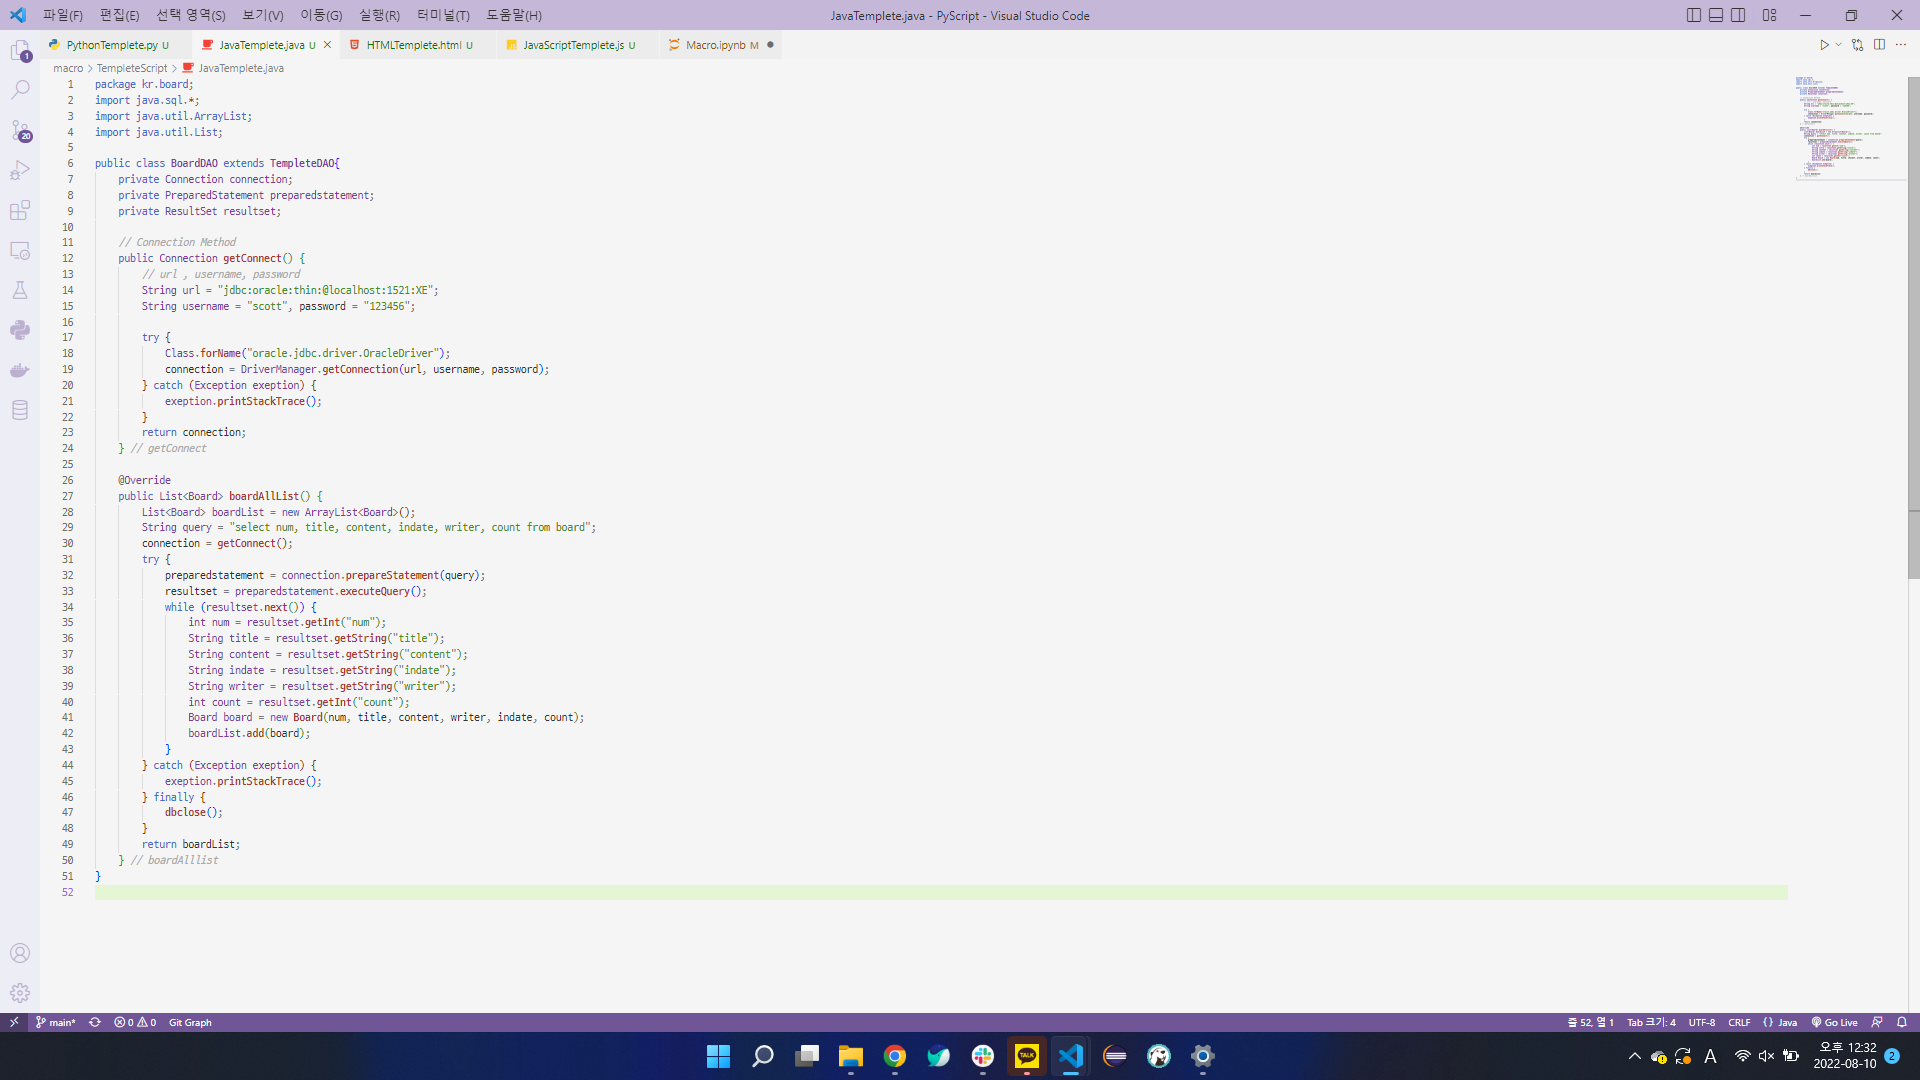 파일(F) 편집(E) 선택 영역(S) 보기(V) 이동(G) 실행(R) 터미널(T) 도움말(H) JavaTemplete.java - PyScript - Visual Studio Code
PythonTemplete.py U JavaTemplete.java U HTMLTemplete.html U JavaScriptTemplete.js U Macro.ipynb M
macro > TempleteScript > JavaTemplete.java
1 package kr.board;
2 import java.sql.*;
3 import java.util.ArrayList;
4 import java.util.List;
5
6 public class BoardDAO extends TempleteDAO{
7 private Connection connection;
8 private PreparedStatement preparedstatement;
9 private ResultSet resultset;
10
11 // Connection Method
12 public Connection getConnect() {
13 // url , username, password
14 String url = "jdbc:oracle:thin:@localhost:1521:XE";
15 String username = "scott", password = "123456";
16
17 try {
18 Class.forName("oracle.jdbc.driver.OracleDriver");
19 connection = DriverManager.getConnection(url, username, password);
20 } catch (Exception exeption) {
21 exeption.printStackTrace();
22 }
23 return connection;
24 } // getConnect
25
26 @Override
27 public List<Board> boardAllList() {
28 List<Board> boardList = new ArrayList<Board>();
29 String query = "select num, title, content, indate, writer, count from board";
30 connection = getConnect();
31 try {
32 preparedstatement = connection.prepareStatement(query);
33 resultset = preparedstatement.executeQuery();
34 while (resultset.next()) {
35 int num = resultset.getInt("num");
36 String title = resultset.getString("title");
37 String content = resultset.getString("content");
38 String indate = resultset.getString("indate");
39 String writer = resultset.getString("writer");
40 int count = resultset.getInt("count");
41 Board board = new Board(num, title, content, writer, indate, count);
42 boardList.add(board);
43 }
44 } catch (Exception exeption) {
45 exeption.printStackTrace();
46 } finally {
47 dbclose();
48 }
49 return boardList;
50 } // boardAlllist
51 }
52
1
20
main* 0 0 Git Graph 줄 52, 열 1 Tab 크기: 4 UTF-8 CRLF {} Java Go Live
TALK A 오후 12:32
2022-08-10 2